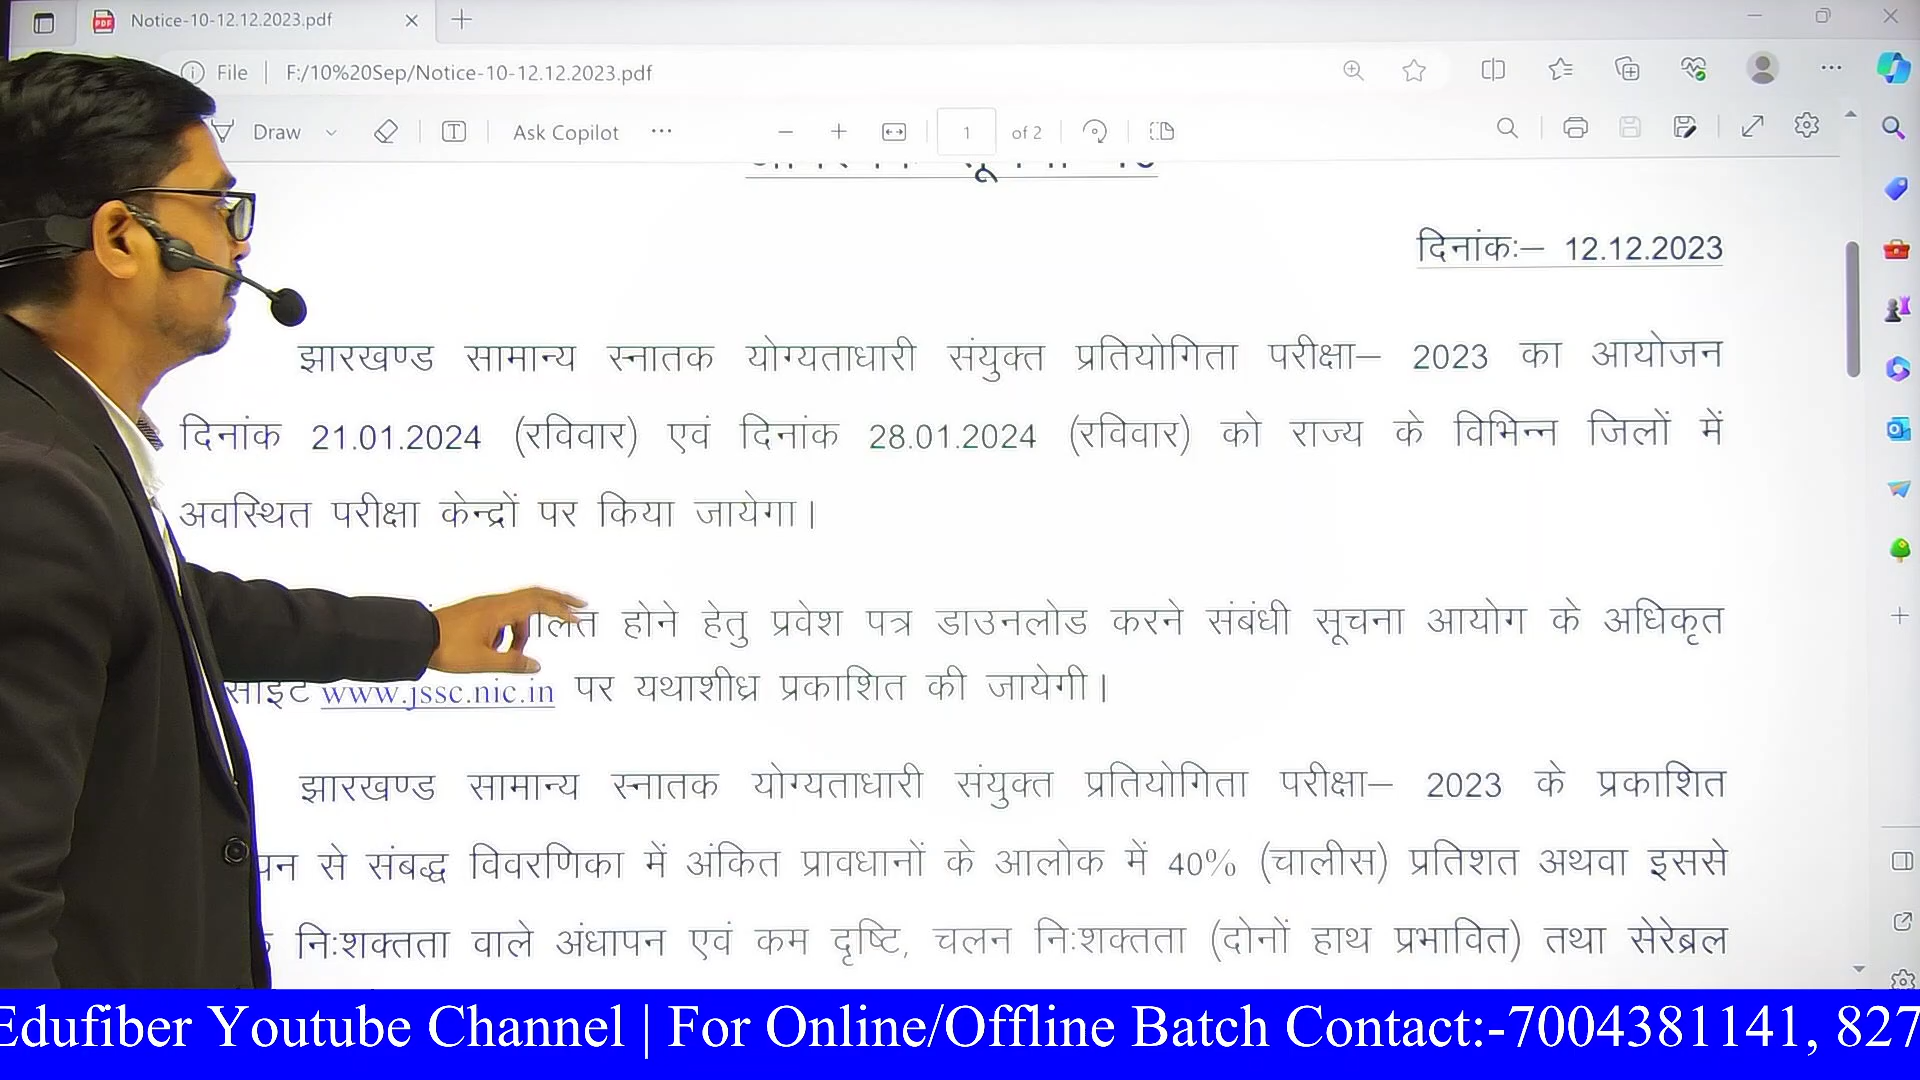 Notice-10-12.12.2023.pdf
File | F:/10%20Sep/Notice-10-12.12.2023.pdf
Draw Ask Copilot 1 of 2
दिनांकः– 12.12.2023
झारखण्ड सामान्य स्नातक योग्यताधारी संयुक्त प्रतियोगिता परीक्षा– 2023 का आयोजन
दिनांक 21.01.2024 (रविवार) एवं दिनांक 28.01.2024 (रविवार) को राज्य के विभिन्न जिलों में
अवस्थित परीक्षा केन्द्रों पर किया जायेगा।
होने हेतु प्रवेश पत्र डाउनलोड करने संबंधी सूचना आयोग के अधिकृत
www.jssc.nic.in पर यथाशीध्र प्रकाशित की जायेगी।
झारखण्ड सामान्य स्नातक योग्यताधारी संयुक्त प्रतियोगिता परीक्षा– 2023 के प्रकाशित
से संबद्ध विवरणिका में अंकित प्रावधानों के आलोक में 40% (चालीस) प्रतिशत अथवा इससे
निःशक्तता वाले अंधापन एवं कम दृष्टि, चलन निःशक्तता (दोनों हाथ प्रभावित) तथा सेरेब्रल
Edufiber Youtube Channel | For Online/Offline Batch Contact:-7004381141, 827